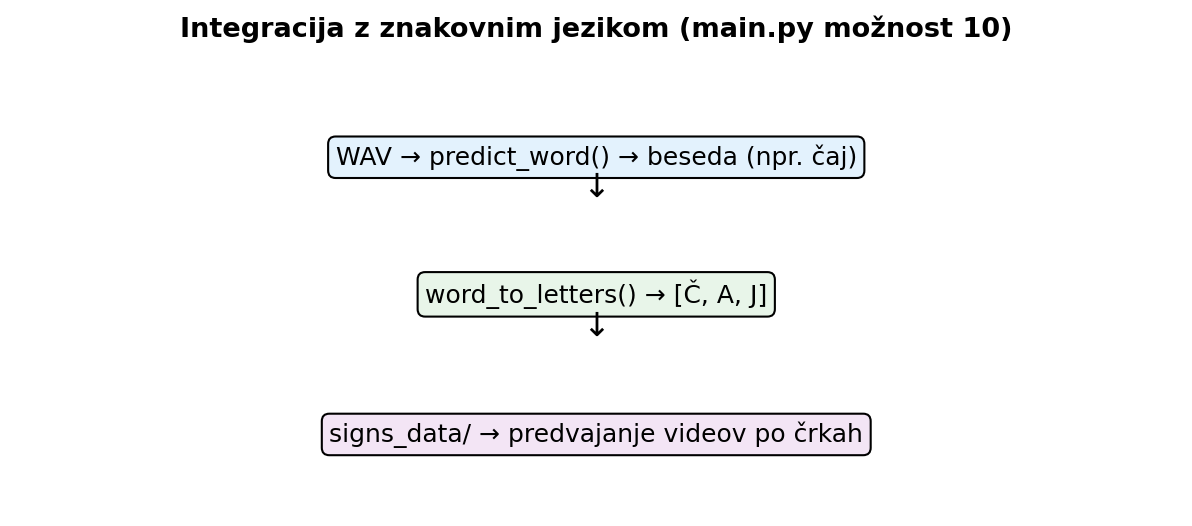 Integracija z znakovnim jezikom (main.py možnost 10)
WAV → predict_word() → beseda (npr. čaj)
↓
word_to_letters() → [Č, A, J]
↓
signs_data/ → predvajanje videov po črkah